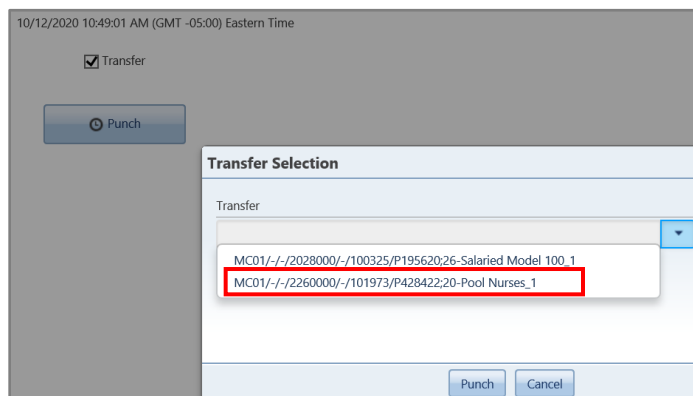 10/12/2020 10:49:01 AM (GMT -05:00) Eastern Time
Transfer
Punch
Transfer Selection
Transfer
MC01/-/-/2028000/-/100325/P195620;26-Salaried Model 100_1
MC01/-/-/2260000/-/101973/P428422;20-Pool Nurses_1
Punch Cancel